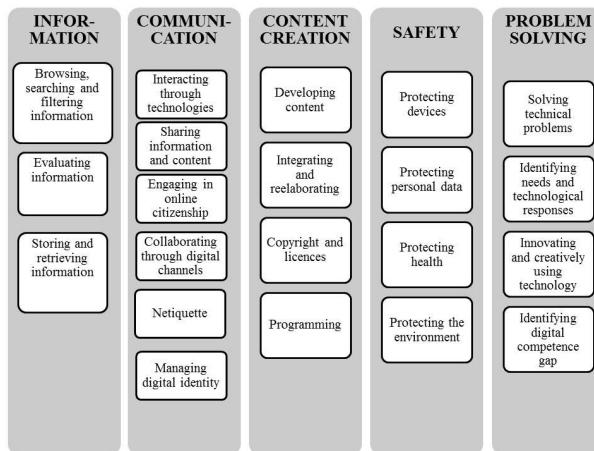 INFOR-
MATION
Browsing,
searching and
filtering
information
Evaluating
information
Storing and
retrieving
information
COMMUNI-
CATION
Interacting
through
technologies
Sharing
information
and content
Engaging in
online
citizenship
Collaborating
through digital
channels
Netiquette
Managing
digital identity
CONTENT
CREATION
Developing
content
Integrating
and
reelaborating
Copyright and
licences
Programming
SAFETY
Protecting
devices
Protecting
personal data
Protecting
health
Protecting the
environment
PROBLEM
SOLVING
Solving
technical
problems
Identifying
needs and
technological
responses
Innovating
and creatively
using
technology
Identifying
digital
competence
gap